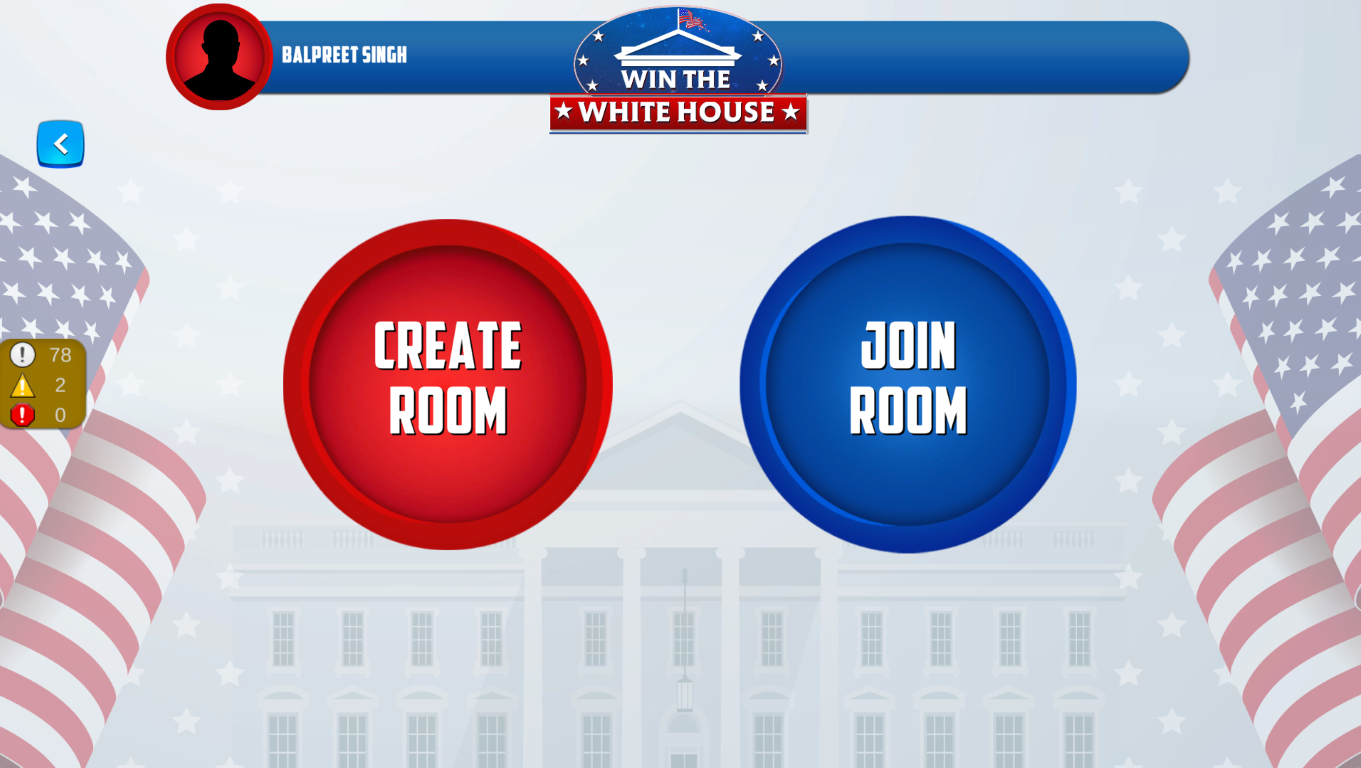 BALPREET SINGH
WIN THE
WHITE HOUSE
CREATE
ROOM
JOIN
ROOM
78
2
0